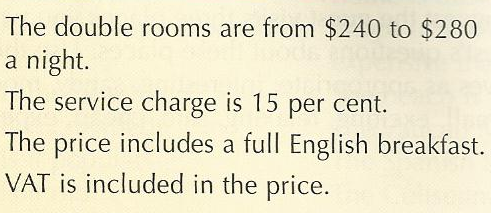 The double rooms are from $240 to $280
a night.
The service charge is 15 per cent.
The price includes a full English breakfast.
VAT is included in the price.